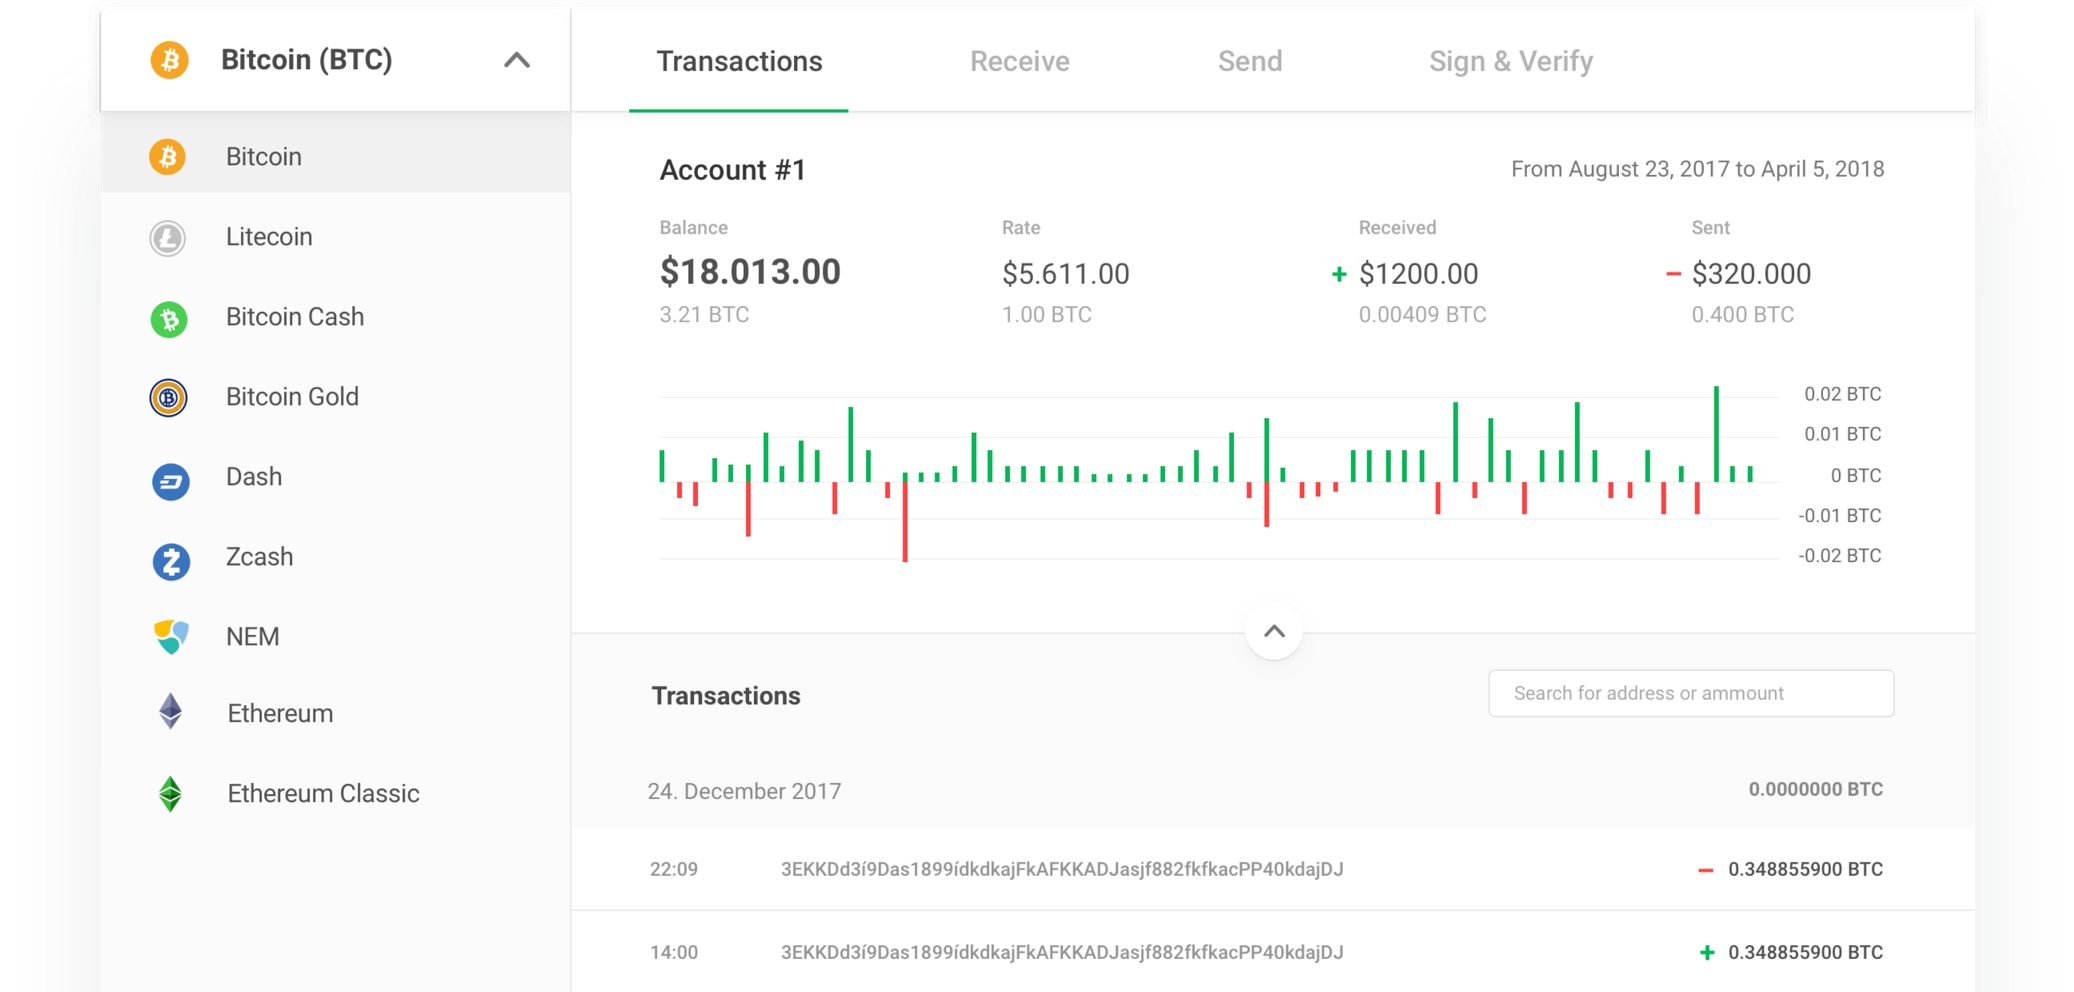 Bitcoin (BTC)
Transactions
Receive
Send
Sign & Verify
Bitcoin
Litecoin
Bitcoin Cash
Bitcoin Gold
Dash
Zcash
NEM
Ethereum
Ethereum Classic
Account #1
From August 23, 2017 to April 5, 2018
Balance
$18.013.00
3.21 BTC
Rate
$5.611.00
1.00 BTC
Received
+ $1200.00
0.00409 BTC
Sent
– $320.000
0.400 BTC
0.02 BTC
0.01 BTC
0 BTC
-0.01 BTC
-0.02 BTC
Transactions
Search for address or ammount
24. December 2017
0.0000000 BTC
22:09 3EKKDd3í9Das1899ídkdkajFkAFKKADJasjf882fkfkacPP40kdajDJ – 0.348855900 BTC
14:00 3EKKDd3í9Das1899ídkdkajFkAFKKADJasjf882fkfkacPP40kdajDJ + 0.348855900 BTC